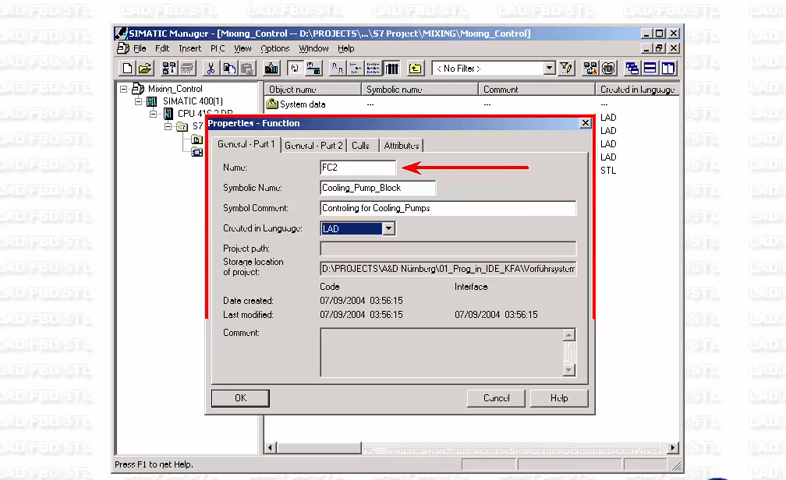 SIMATIC Manager - [Mixing_Control -- D:\PROJECTS\...\S7 Project\MIXING\Mixing_Control]
File Edit Insert PLC View Options Window Help
< No Filter >
Mixing_Control
SIMATIC 400(1)
CPU 416-2 DP
S7
Object name Symbolic name Comment Created in language
System data --- --- ---
LAD
LAD
LAD
LAD
STL
Properties - Function
General - Part 1 General - Part 2 Calls Attributes
Name: FC2
Symbolic Name: Cooling_Pump_Block
Symbol Comment: Controling for Cooling_Pumps
Created in Language: LAD
Project path:
Storage location
of project: D:\PROJECTS\A&D Nürnberg\01_Prog_in_IDE_KFA\Vorführsystem
Code Interface
Date created: 07/09/2004 03:56:15
Last modified: 07/09/2004 03:56:15 07/09/2004 03:56:15
Comment:
OK Cancel Help
Press F1 to get Help.